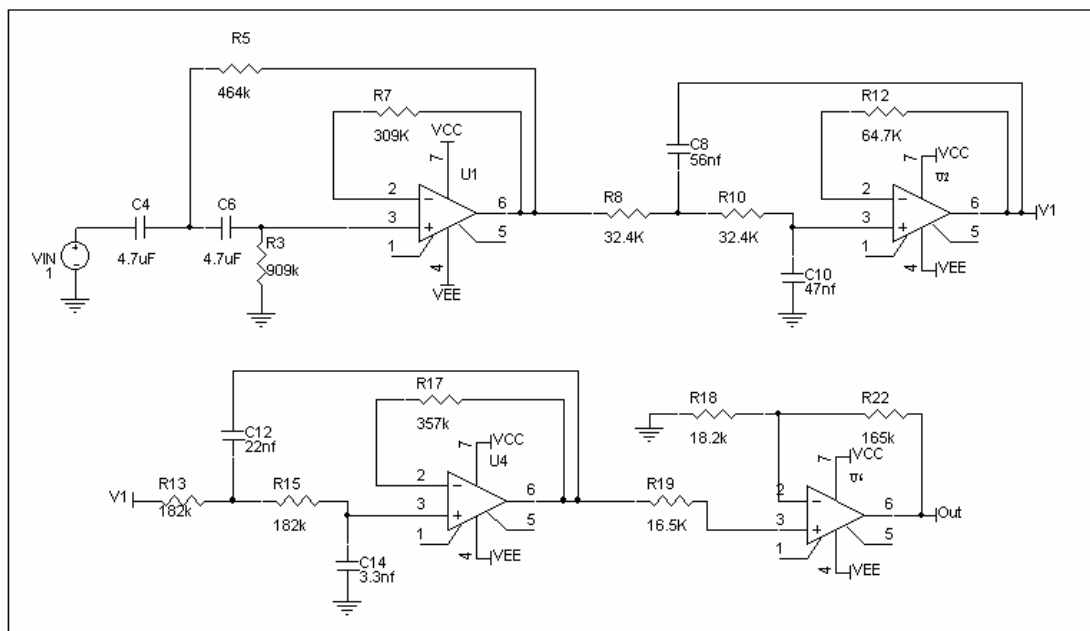 R5
464k
R7
309K
VCC
7
U1
2
6
3
1
5
4
VEE
C4
4.7uF
C6
4.7uF
R3
909k
VIN
1
R8
32.4K
C8
56nf
R10
32.4K
C10
47nf
R12
64.7K
7
VCC
U2
2
6
V1
3
1
5
4
VEE
C12
22nf
V1
R13
182k
R15
182k
C14
3.3nf
R17
357k
7
VCC
U4
2
6
3
1
5
4
VEE
R19
16.5K
R18
18.2k
R22
165k
7
VCC
2
6
Out
3
1
5
4
VEE